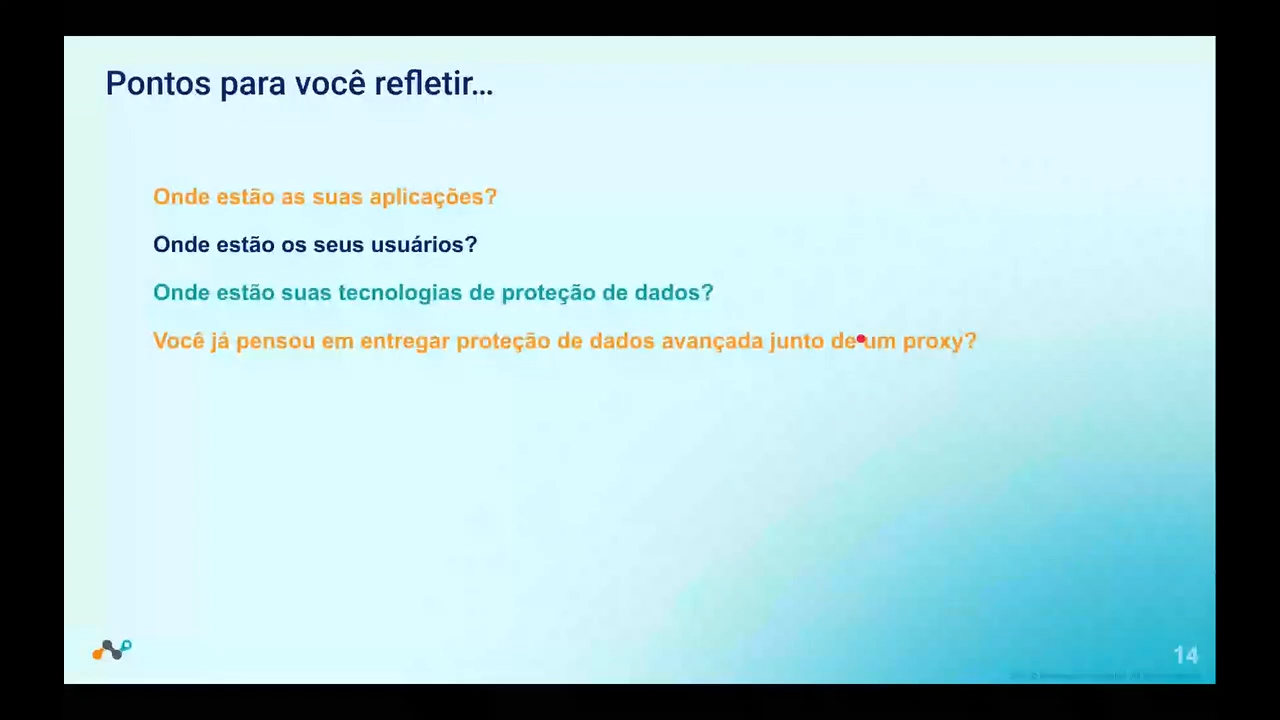 Pontos para você refletir...
Onde estão as suas aplicações?
Onde estão os seus usuários?
Onde estão suas tecnologias de proteção de dados?
Você já pensou em entregar proteção de dados avançada junto de um proxy?
14